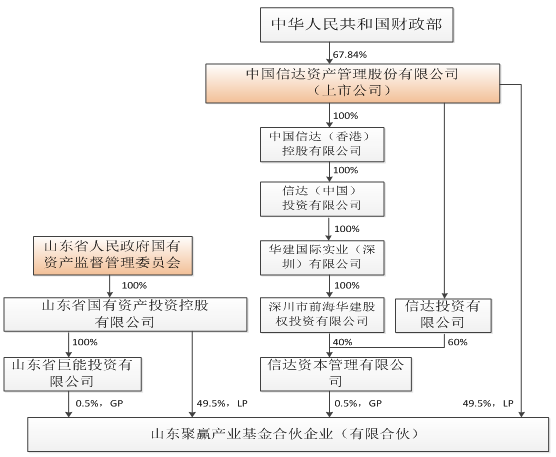 中华人民共和国财政部
67.84%
中国信达资产管理股份有限公司
（上市公司）
100%
中国信达（香港）
控股有限公司
100%
信达（中国）
投资有限公司
100%
山东省人民政府国有
资产监督管理委员会
华建国际实业（深
圳）有限公司
100%
100%
山东省国有资产投资控股
有限公司
深川市前海华建股
权投资有限公司
信达投资有
限公司
100%
40%
60%
山东省巨能投资有
限公司
信达资本管理有限公
司
0.5%，GP
49.5%，LP
0.5%，GP
49.5%，LP
山东聚赢产业基金合伙企业（有限合伙）